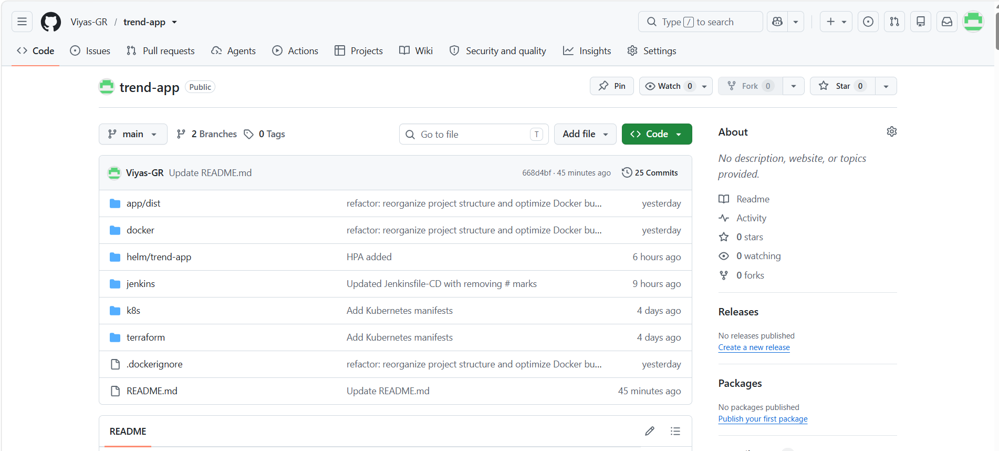 Viyas-GR / trend-app
Type / to search
Code Issues Pull requests Agents Actions Projects Wiki Security and quality Insights Settings
trend-app Public
Pin Watch 0 Fork 0 Star 0
main 2 Branches 0 Tags Go to file T Add file Code
Viyas-GR Update README.md 668d4bf · 45 minutes ago 25 Commits
app/dist refactor: reorganize project structure and optimize Docker bu... yesterday
docker refactor: reorganize project structure and optimize Docker bu... yesterday
helm/trend-app HPA added 6 hours ago
jenkins Updated Jenkinsfile-CD with removing # marks 9 hours ago
k8s Add Kubernetes manifests 4 days ago
terraform Add Kubernetes manifests 4 days ago
.dockerignore refactor: reorganize project structure and optimize Docker bu... yesterday
README.md Update README.md 45 minutes ago
README
About
No description, website, or topics
provided.
Readme
Activity
0 stars
0 watching
0 forks
Releases
No releases published
Create a new release
Packages
No packages published
Publish your first package